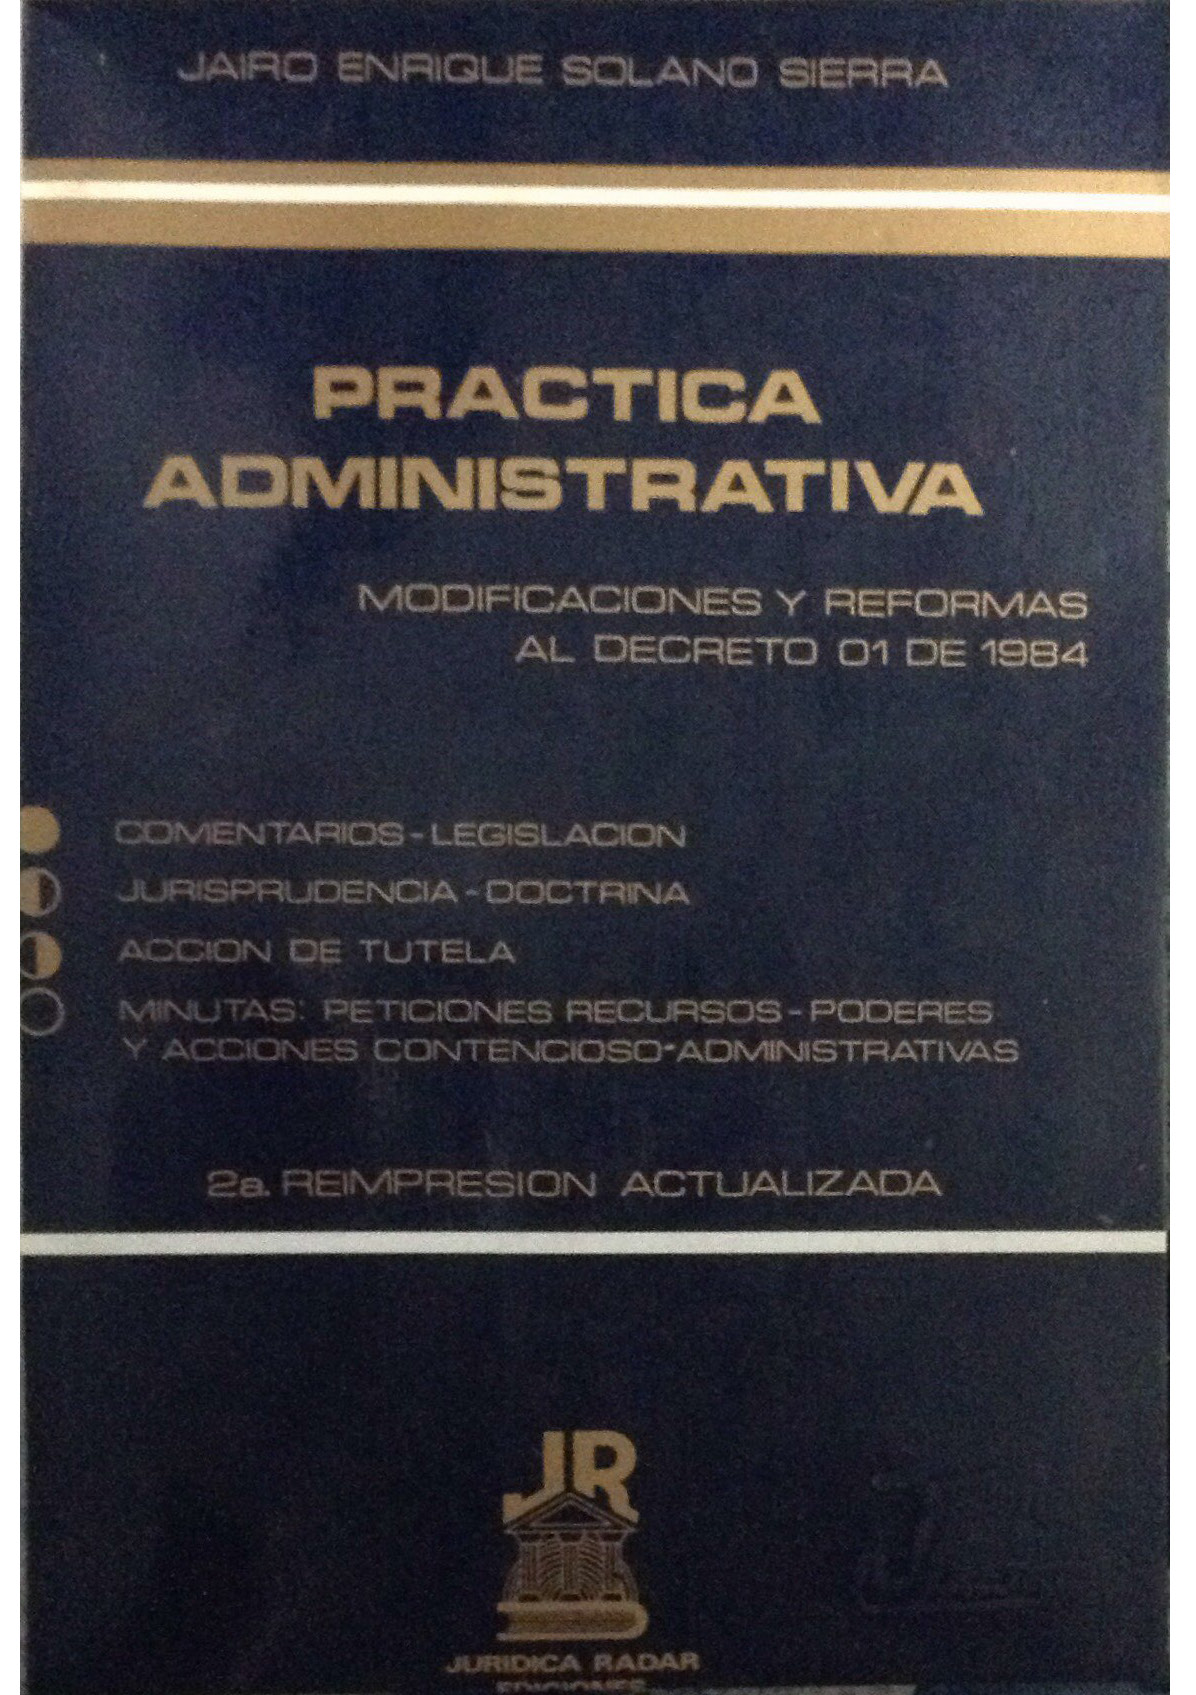 JAIRO ENRIQUE SOLANO SIERRA
PRACTICA
ADMINISTRATIVA
MODIFICACIONES Y REFORMAS
AL DECRETO 01 DE 1984
COMENTARIOS-LEGISLACION
JURISPRUDENCIA-DOCTRINA
ACCION DE TUTELA
MINUTAS: PETICIONES RECURSOS-PODERES
Y ACCIONES CONTENCIOSO-ADMINISTRATIVAS
2a. REIMPRESION ACTUALIZADA
JR
JURIDICA RADAR
EDICIONES